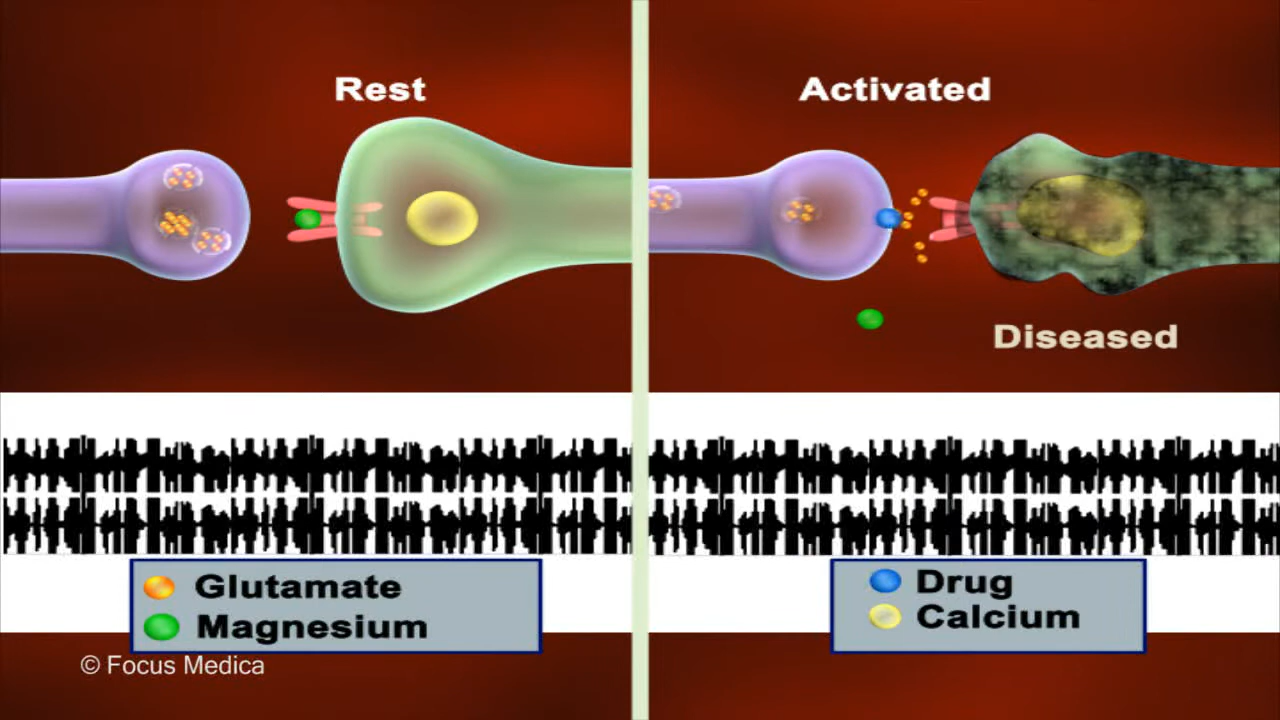 Rest
Activated
Diseased
Glutamate
Magnesium
Drug
Calcium
© Focus Medica